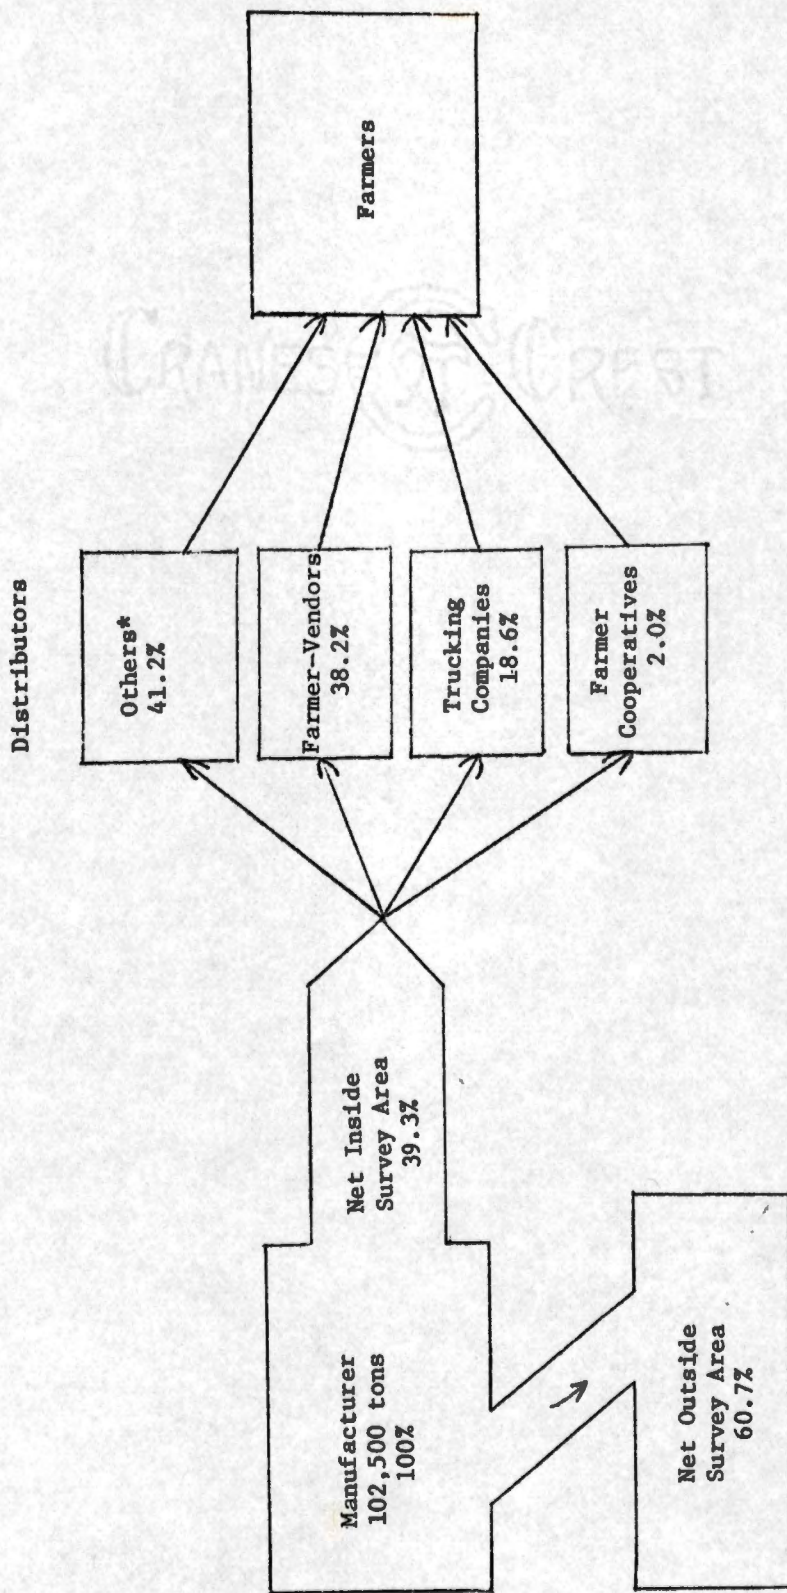 Distributors
Manufacturer
102,500 tons
100%
Net Inside
Survey Area
39.3%
Net Outside
Survey Area
60.7%
Others*
41.2%
Farmer-Vendors
38.2%
Trucking
Companies
18.6%
Farmer
Cooperatives
2.0%
Farmers